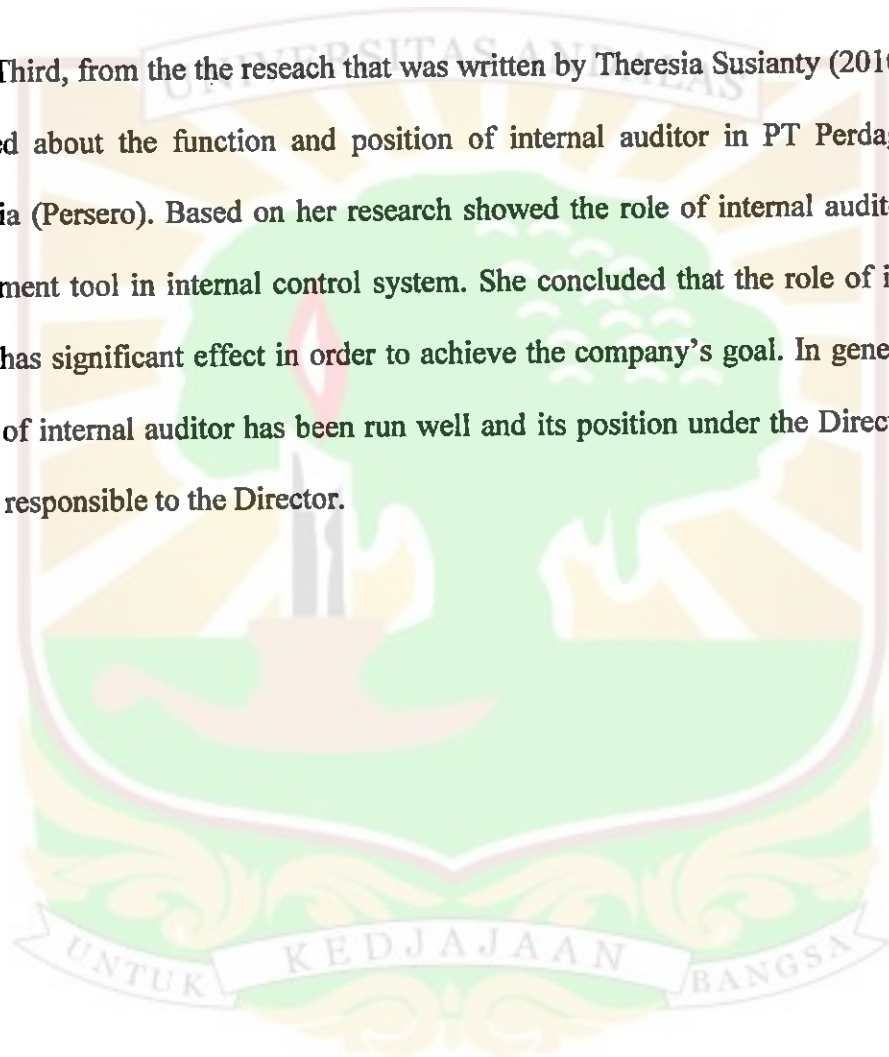 UNIVERSITAS ANDALAS
Third, from the the reseach that was written by Theresia Susianty (201
ed about the function and position of internal auditor in PT Perda
ia (Persero). Based on her research showed the role of internal audit
ment tool in internal control system. She concluded that the role of i
has significant effect in order to achieve the company's goal. In gene
of internal auditor has been run well and its position under the Direc
responsible to the Director.
UNTUK KEDJAJAAN BANGSA